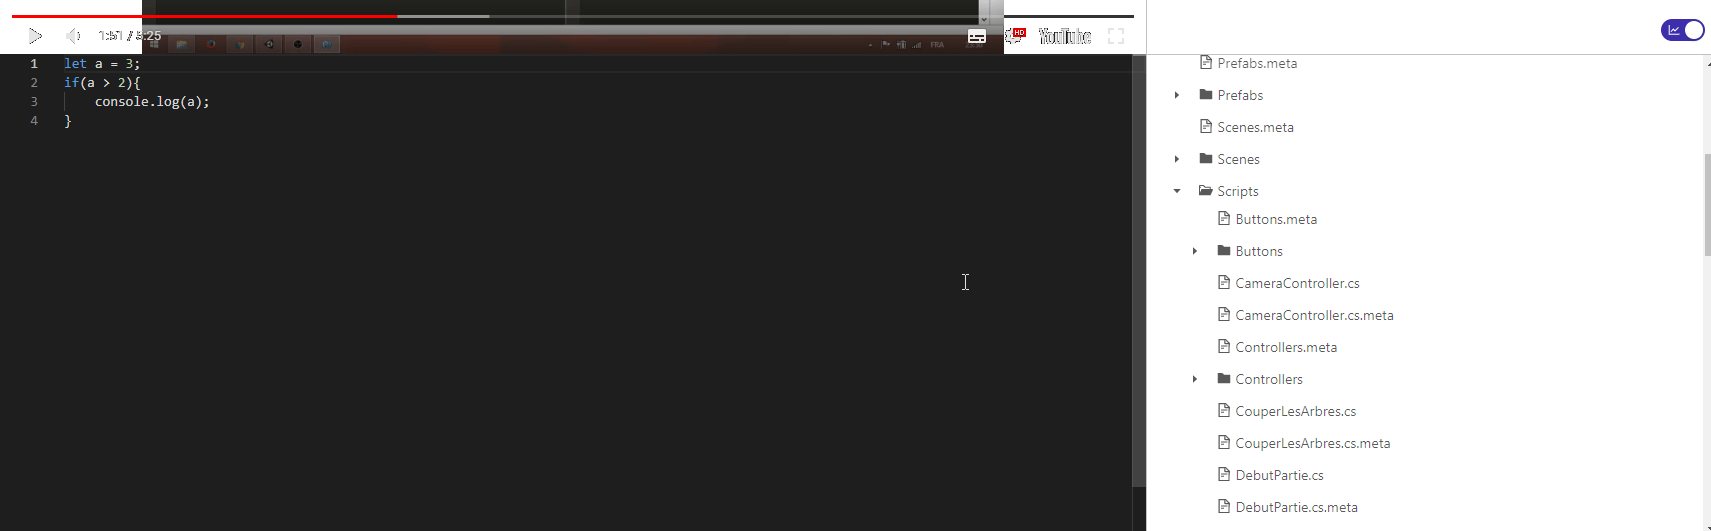 1:51 / 5:25
HD
YouTube
FRA
1 let a = 3;
2 if(a > 2){
3     console.log(a);
4 }
Prefabs.meta
Prefabs
Scenes.meta
Scenes
Scripts
Buttons.meta
Buttons
CameraController.cs
CameraController.cs.meta
Controllers.meta
Controllers
CouperLesArbres.cs
CouperLesArbres.cs.meta
DebutPartie.cs
DebutPartie.cs.meta